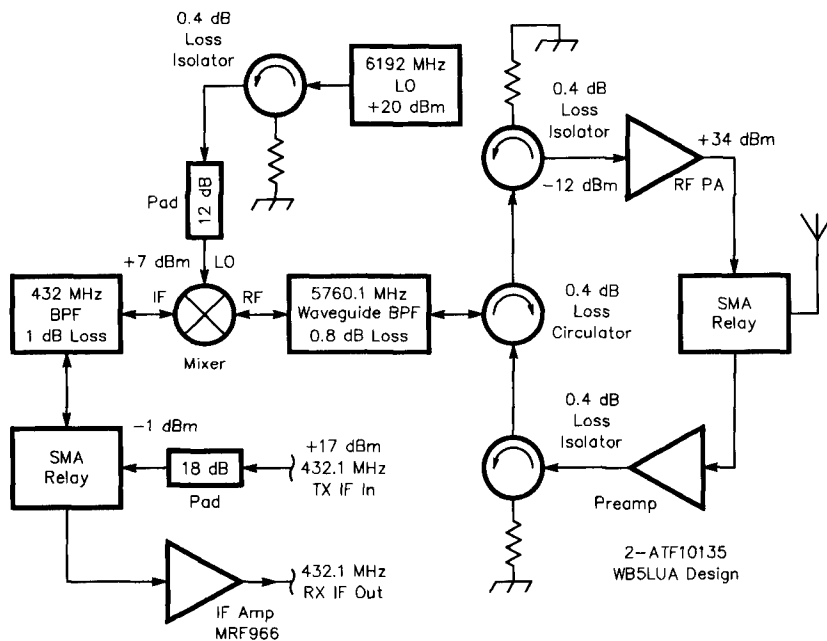 0.4 dB
Loss
Isolator
6192 MHz
LO
+20 dBm
0.4 dB
Loss
Isolator
+34 dBm
-12 dBm
RF PA
Pad
12 dB
+7 dBm
LO
432 MHz
BPF
1 dB Loss
IF
RF
Mixer
5760.1 MHz
Waveguide BPF
0.8 dB Loss
0.4 dB
Loss
Circulator
SMA
Relay
-1 dBm
SMA
Relay
18 dB
Pad
+17 dBm
432.1 MHz
TX IF In
0.4 dB
Loss
Isolator
Preamp
2-ATF10135
WB5LUA Design
432.1 MHz
RX IF Out
IF Amp
MRF966